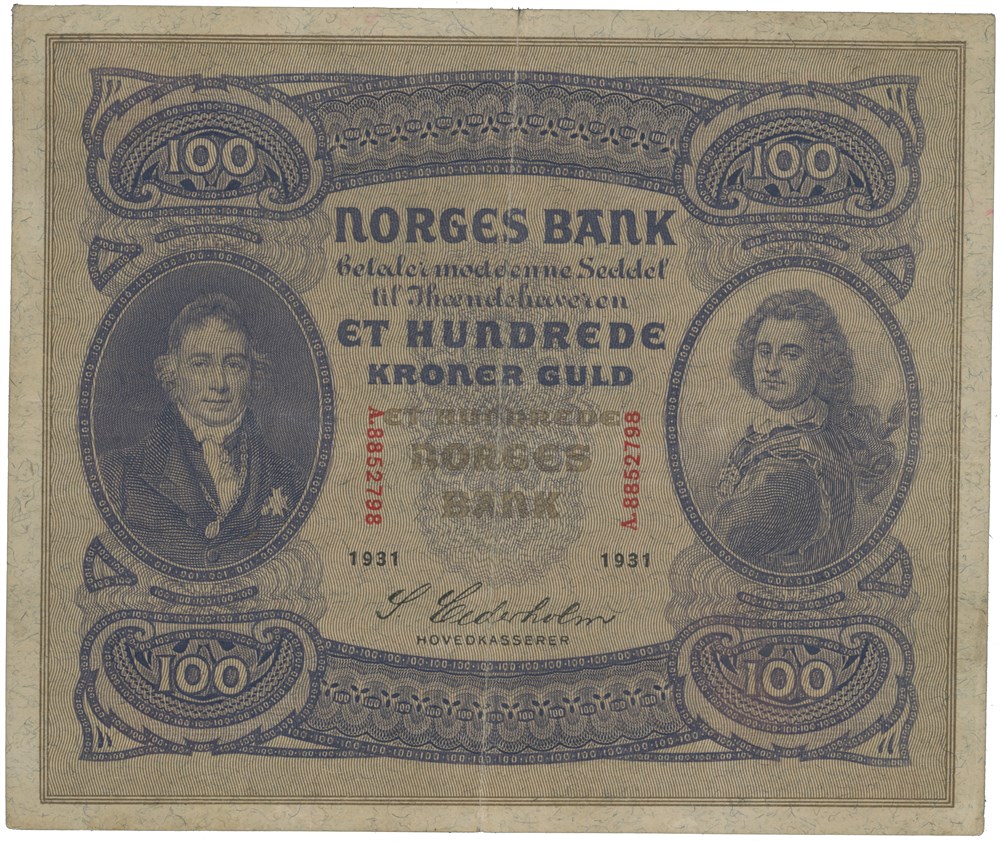 100
100
NORGES BANK
betaler mod denne Seddel
til Ihændehaveren
ET HUNDREDE
KRONER GULD
A.8852798
ET HUNDREDE
NORGES
BANK
A.8852798
1931
1931
S. Cederholm
HOVEDKASSERER
100
100